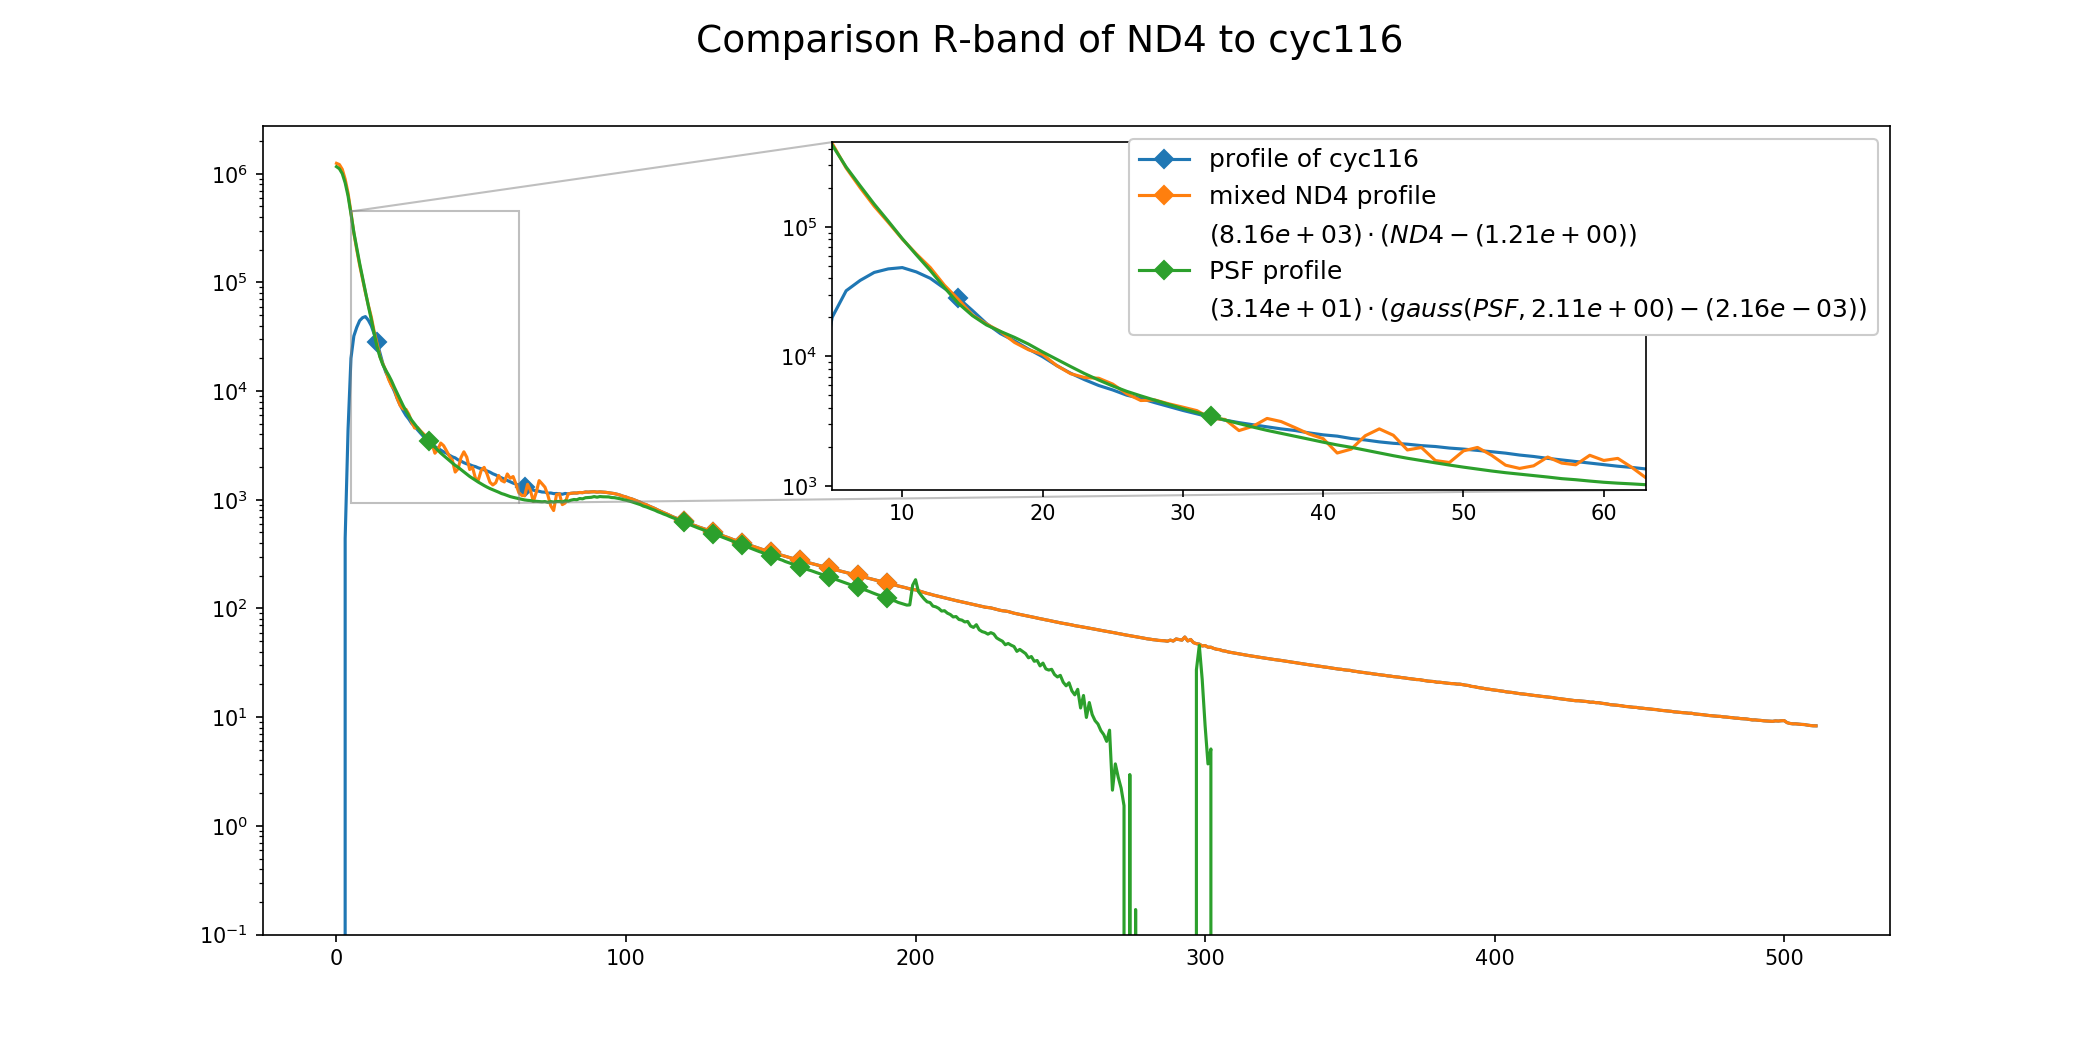 Comparison R-band of ND4 to cyc116
profile of cyc116
mixed ND4 profile
(8.16e + 03) · (ND4 − (1.21e + 00))
PSF profile
(3.14e + 01) · (gauss(PSF, 2.11e + 00) − (2.16e − 03))
10⁵
10⁴
10³
10 20 30 40 50 60
10⁶
10⁵
10⁴
10³
10²
10¹
10⁰
10⁻¹
0 100 200 300 400 500